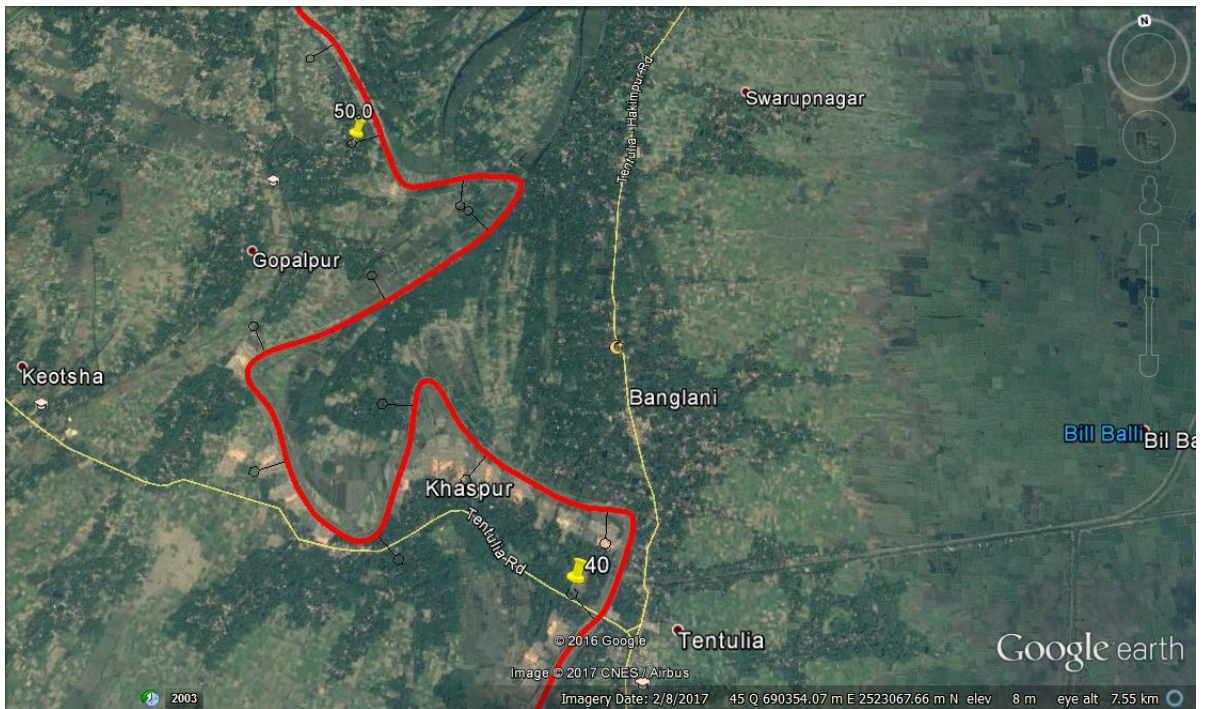 N
50.0
Swarupnagar
Tentulia - Hakimpur Rd
Gopalpur
Keotsha
Banglani
Bill Balli
Bil Ba
Khaspur
Tentulia Rd
40
© 2016 Google
Tentulia
Google earth
Image © 2017 CNES / Airbus
2003
Imagery Date: 2/8/2017 45 Q 690354.07 m E 2523067.66 m N elev 8 m eye alt 7.55 km